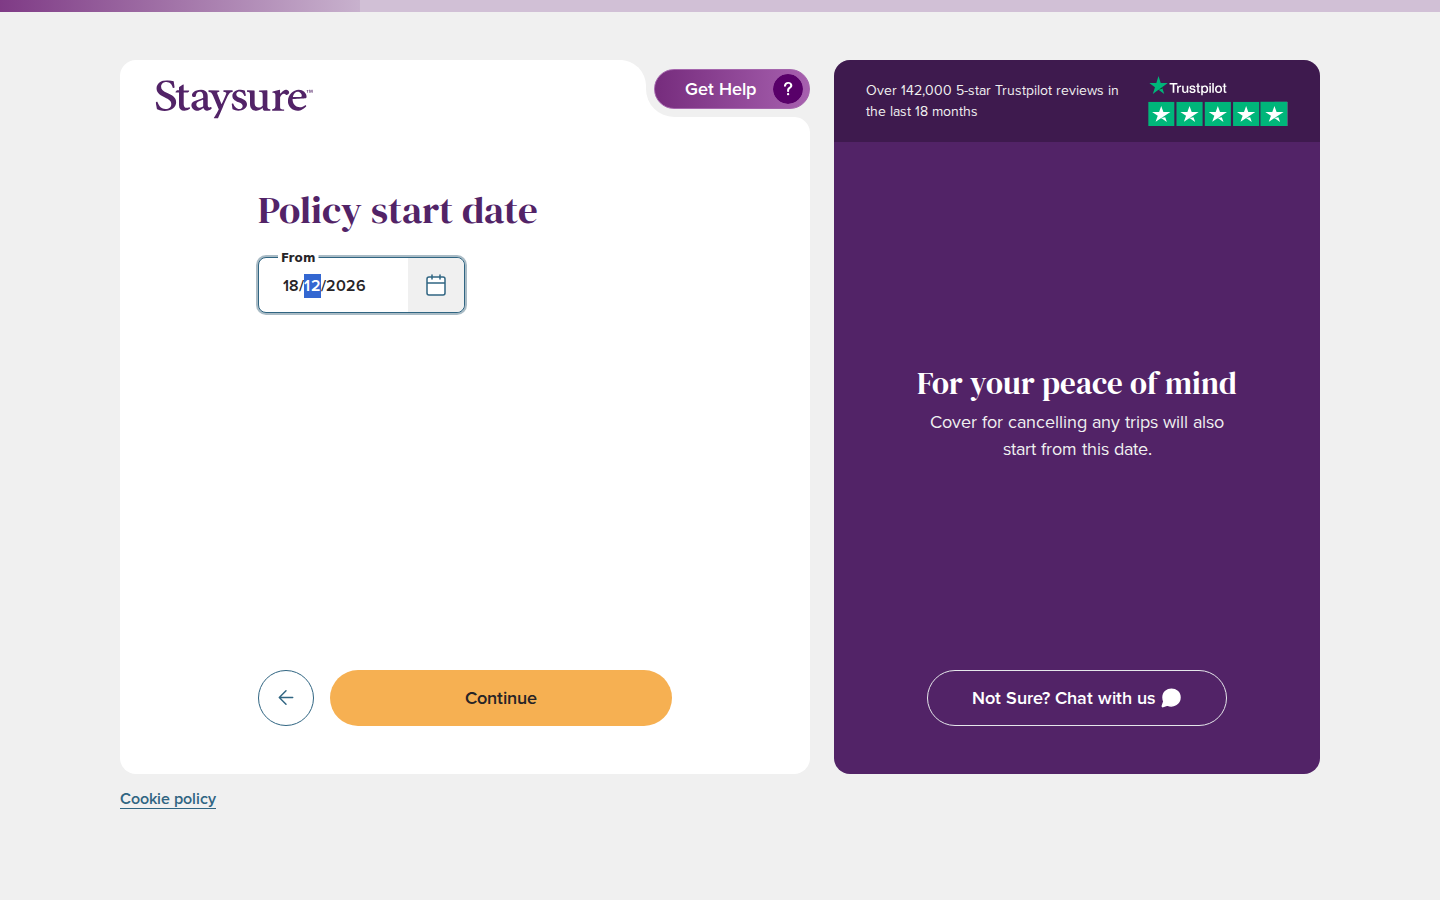 Staysure™
Get Help ?
Policy start date
From
18/12/2026
Continue
Cookie policy
Over 142,000 5-star Trustpilot reviews in
the last 18 months
Trustpilot
For your peace of mind
Cover for cancelling any trips will also
start from this date.
Not Sure? Chat with us